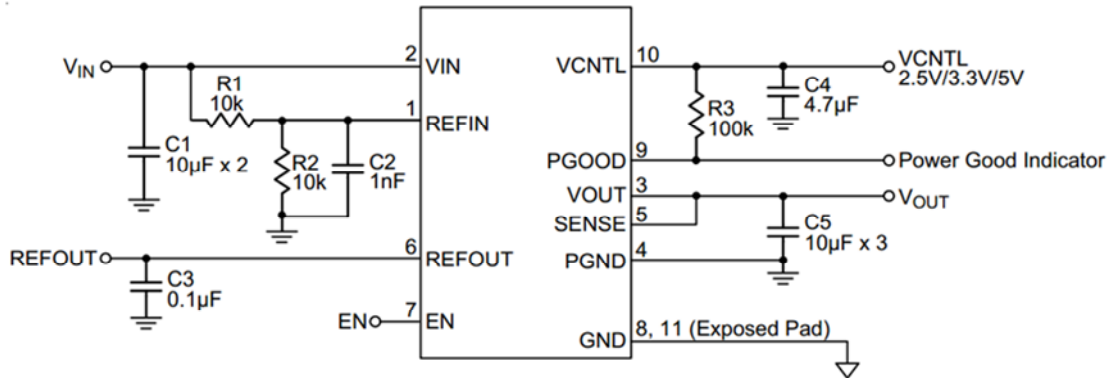 V_IN
2
VIN
R1
10k
1
REFIN
C1
10µF x 2
R2
10k
C2
1nF
REFOUT
6
REFOUT
C3
0.1µF
EN
7
EN
VCNTL
10
VCNTL
2.5V/3.3V/5V
R3
100k
C4
4.7µF
PGOOD
9
Power Good Indicator
VOUT
3
V_OUT
SENSE
5
C5
10µF x 3
PGND
4
GND
8, 11 (Exposed Pad)